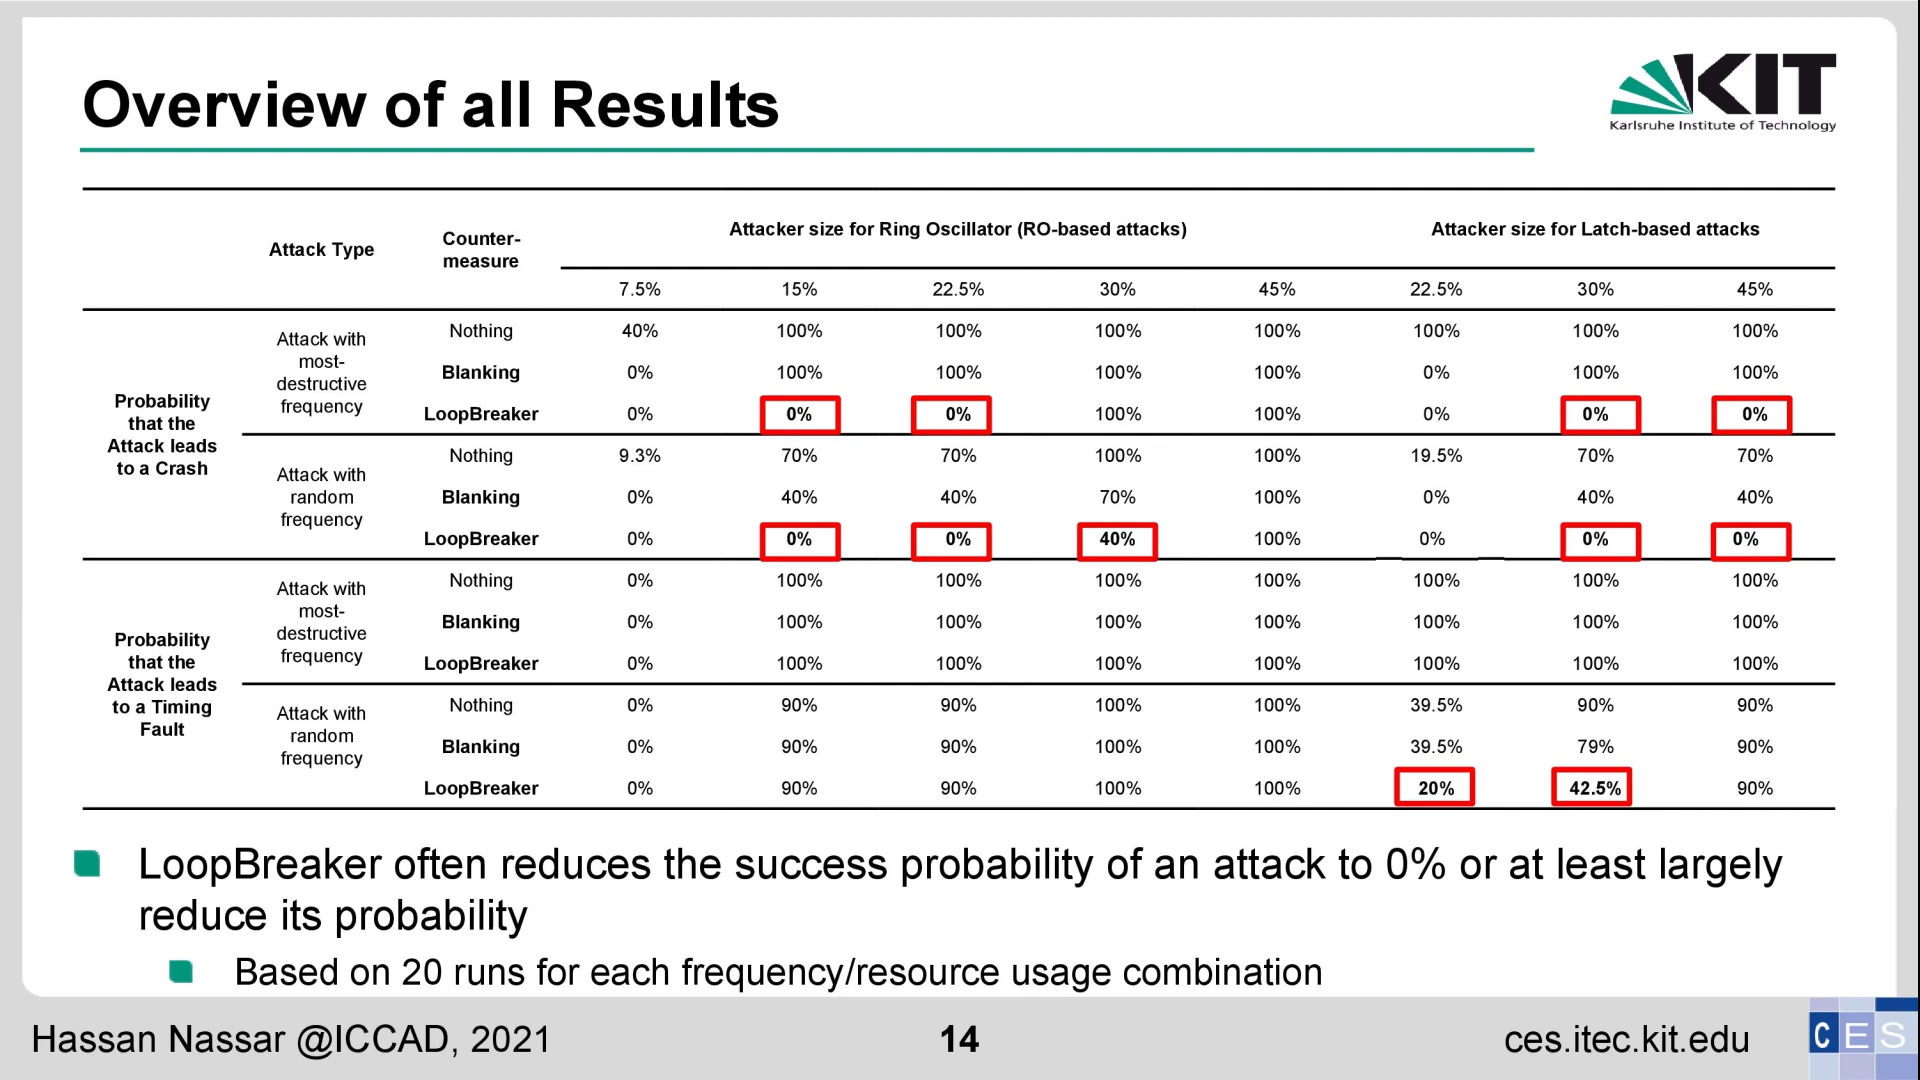 Overview of all Results
KIT
Karlsruhe Institute of Technology
Attack Type
Counter-
measure
Attacker size for Ring Oscillator (RO-based attacks)
Attacker size for Latch-based attacks
7.5% 15% 22.5% 30% 45% 22.5% 30% 45%
Probability
that the
Attack leads
to a Crash
Attack with
most-
destructive
frequency
Nothing 40% 100% 100% 100% 100% 100% 100% 100%
Blanking 0% 100% 100% 100% 100% 0% 100% 100%
LoopBreaker 0% 0% 0% 100% 100% 0% 0% 0%
Attack with
random
frequency
Nothing 9.3% 70% 70% 100% 100% 19.5% 70% 70%
Blanking 0% 40% 40% 70% 100% 0% 40% 40%
LoopBreaker 0% 0% 0% 40% 100% 0% 0% 0%
Probability
that the
Attack leads
to a Timing
Fault
Attack with
most-
destructive
frequency
Nothing 0% 100% 100% 100% 100% 100% 100% 100%
Blanking 0% 100% 100% 100% 100% 100% 100% 100%
LoopBreaker 0% 100% 100% 100% 100% 100% 100% 100%
Attack with
random
frequency
Nothing 0% 90% 90% 100% 100% 39.5% 90% 90%
Blanking 0% 90% 90% 100% 100% 39.5% 79% 90%
LoopBreaker 0% 90% 90% 100% 100% 20% 42.5% 90%
LoopBreaker often reduces the success probability of an attack to 0% or at least largely
reduce its probability
Based on 20 runs for each frequency/resource usage combination
Hassan Nassar @ICCAD, 2021
14
ces.itec.kit.edu
CES